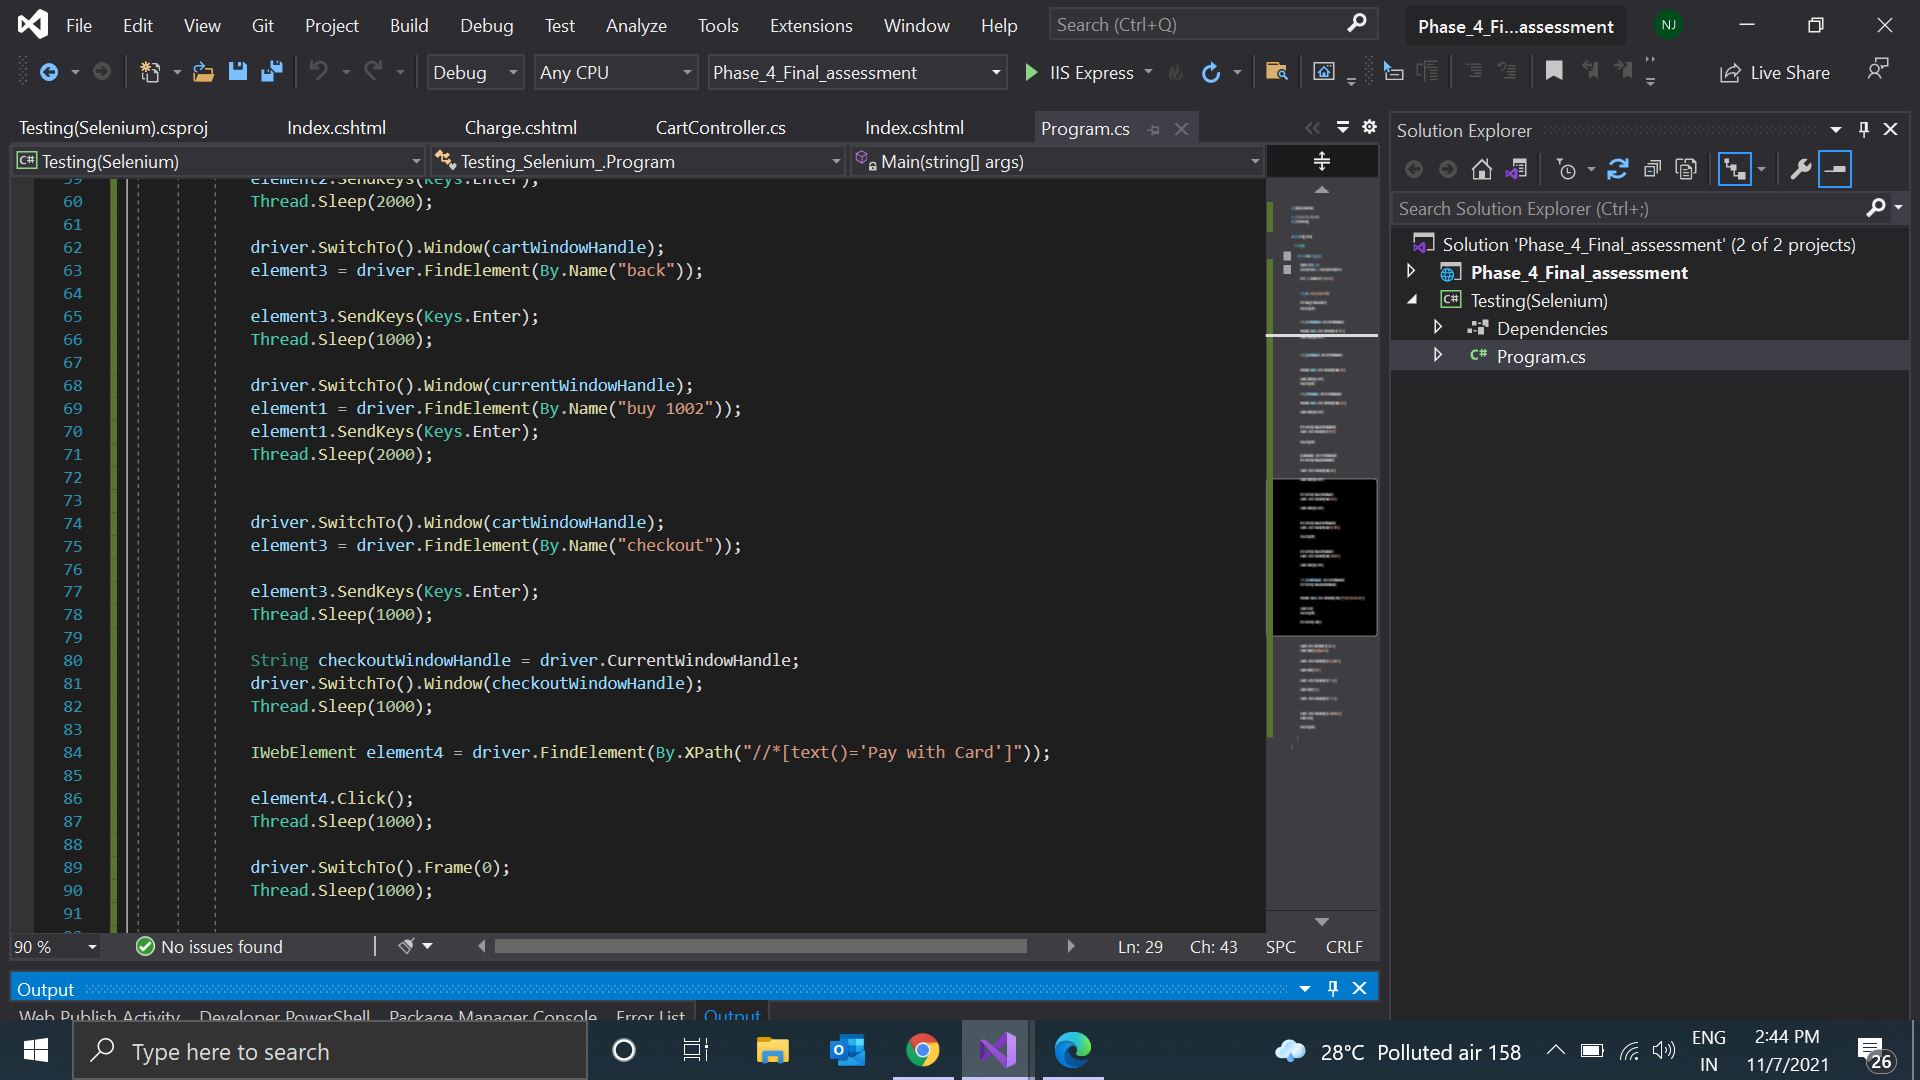 File Edit View Git Project Build Debug Test Analyze Tools Extensions Window Help Search (Ctrl+Q) Phase_4_Fi...assessment NJ
Debug Any CPU Phase_4_Final_assessment IIS Express Live Share
Testing(Selenium).csproj Index.cshtml Charge.cshtml CartController.cs Index.cshtml Program.cs
C# Testing(Selenium) Testing_Selenium_.Program Main(string[] args)
59 element2.SendKeys(Keys.Enter);
60 Thread.Sleep(2000);
61
62 driver.SwitchTo().Window(cartWindowHandle);
63 element3 = driver.FindElement(By.Name("back"));
64
65 element3.SendKeys(Keys.Enter);
66 Thread.Sleep(1000);
67
68 driver.SwitchTo().Window(currentWindowHandle);
69 element1 = driver.FindElement(By.Name("buy 1002"));
70 element1.SendKeys(Keys.Enter);
71 Thread.Sleep(2000);
72
73
74 driver.SwitchTo().Window(cartWindowHandle);
75 element3 = driver.FindElement(By.Name("checkout"));
76
77 element3.SendKeys(Keys.Enter);
78 Thread.Sleep(1000);
79
80 String checkoutWindowHandle = driver.CurrentWindowHandle;
81 driver.SwitchTo().Window(checkoutWindowHandle);
82 Thread.Sleep(1000);
83
84 IWebElement element4 = driver.FindElement(By.XPath("//*[text()='Pay with Card']"));
85
86 element4.Click();
87 Thread.Sleep(1000);
88
89 driver.SwitchTo().Frame(0);
90 Thread.Sleep(1000);
91
90 % No issues found Ln: 29 Ch: 43 SPC CRLF
Output
Web Publish Activity Developer PowerShell Package Manager Console Error List Output
Solution Explorer
Search Solution Explorer (Ctrl+;)
Solution 'Phase_4_Final_assessment' (2 of 2 projects)
Phase_4_Final_assessment
C# Testing(Selenium)
Dependencies
C# Program.cs
Type here to search
28°C Polluted air 158
ENG
IN
2:44 PM
11/7/2021
26